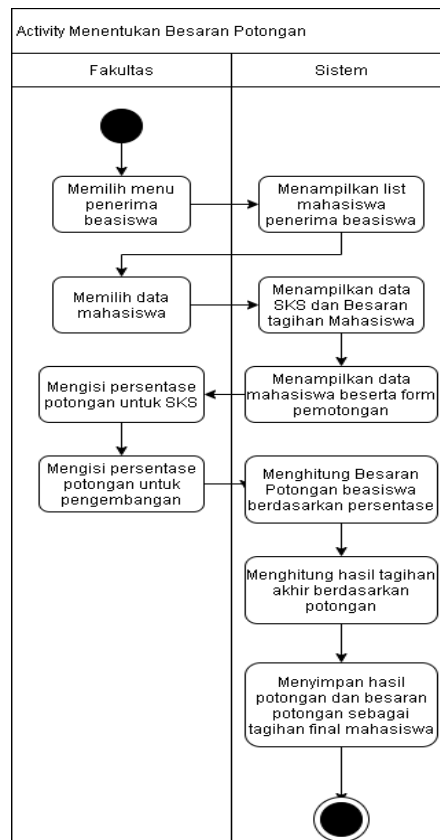 Activity Menentukan Besaran Potongan
Fakultas
Sistem
Memilih menu
penerima
beasiswa
Menampilkan list
mahasiswa
penerima beasiswa
Memilih data
mahasiswa
Menampilkan data
SKS dan Besaran
tagihan Mahasiswa
Menampilkan data
mahasiswa beserta form
pemotongan
Mengisi persentase
potongan untuk SKS
Mengisi persentase
potongan untuk
pengembangan
Menghitung Besaran
Potongan beasiswa
berdasarkan persentase
Menghitung hasil tagihan
akhir berdasarkan
potongan
Menyimpan hasil
potongan dan besaran
potongan sebagai
tagihan final mahasiswa